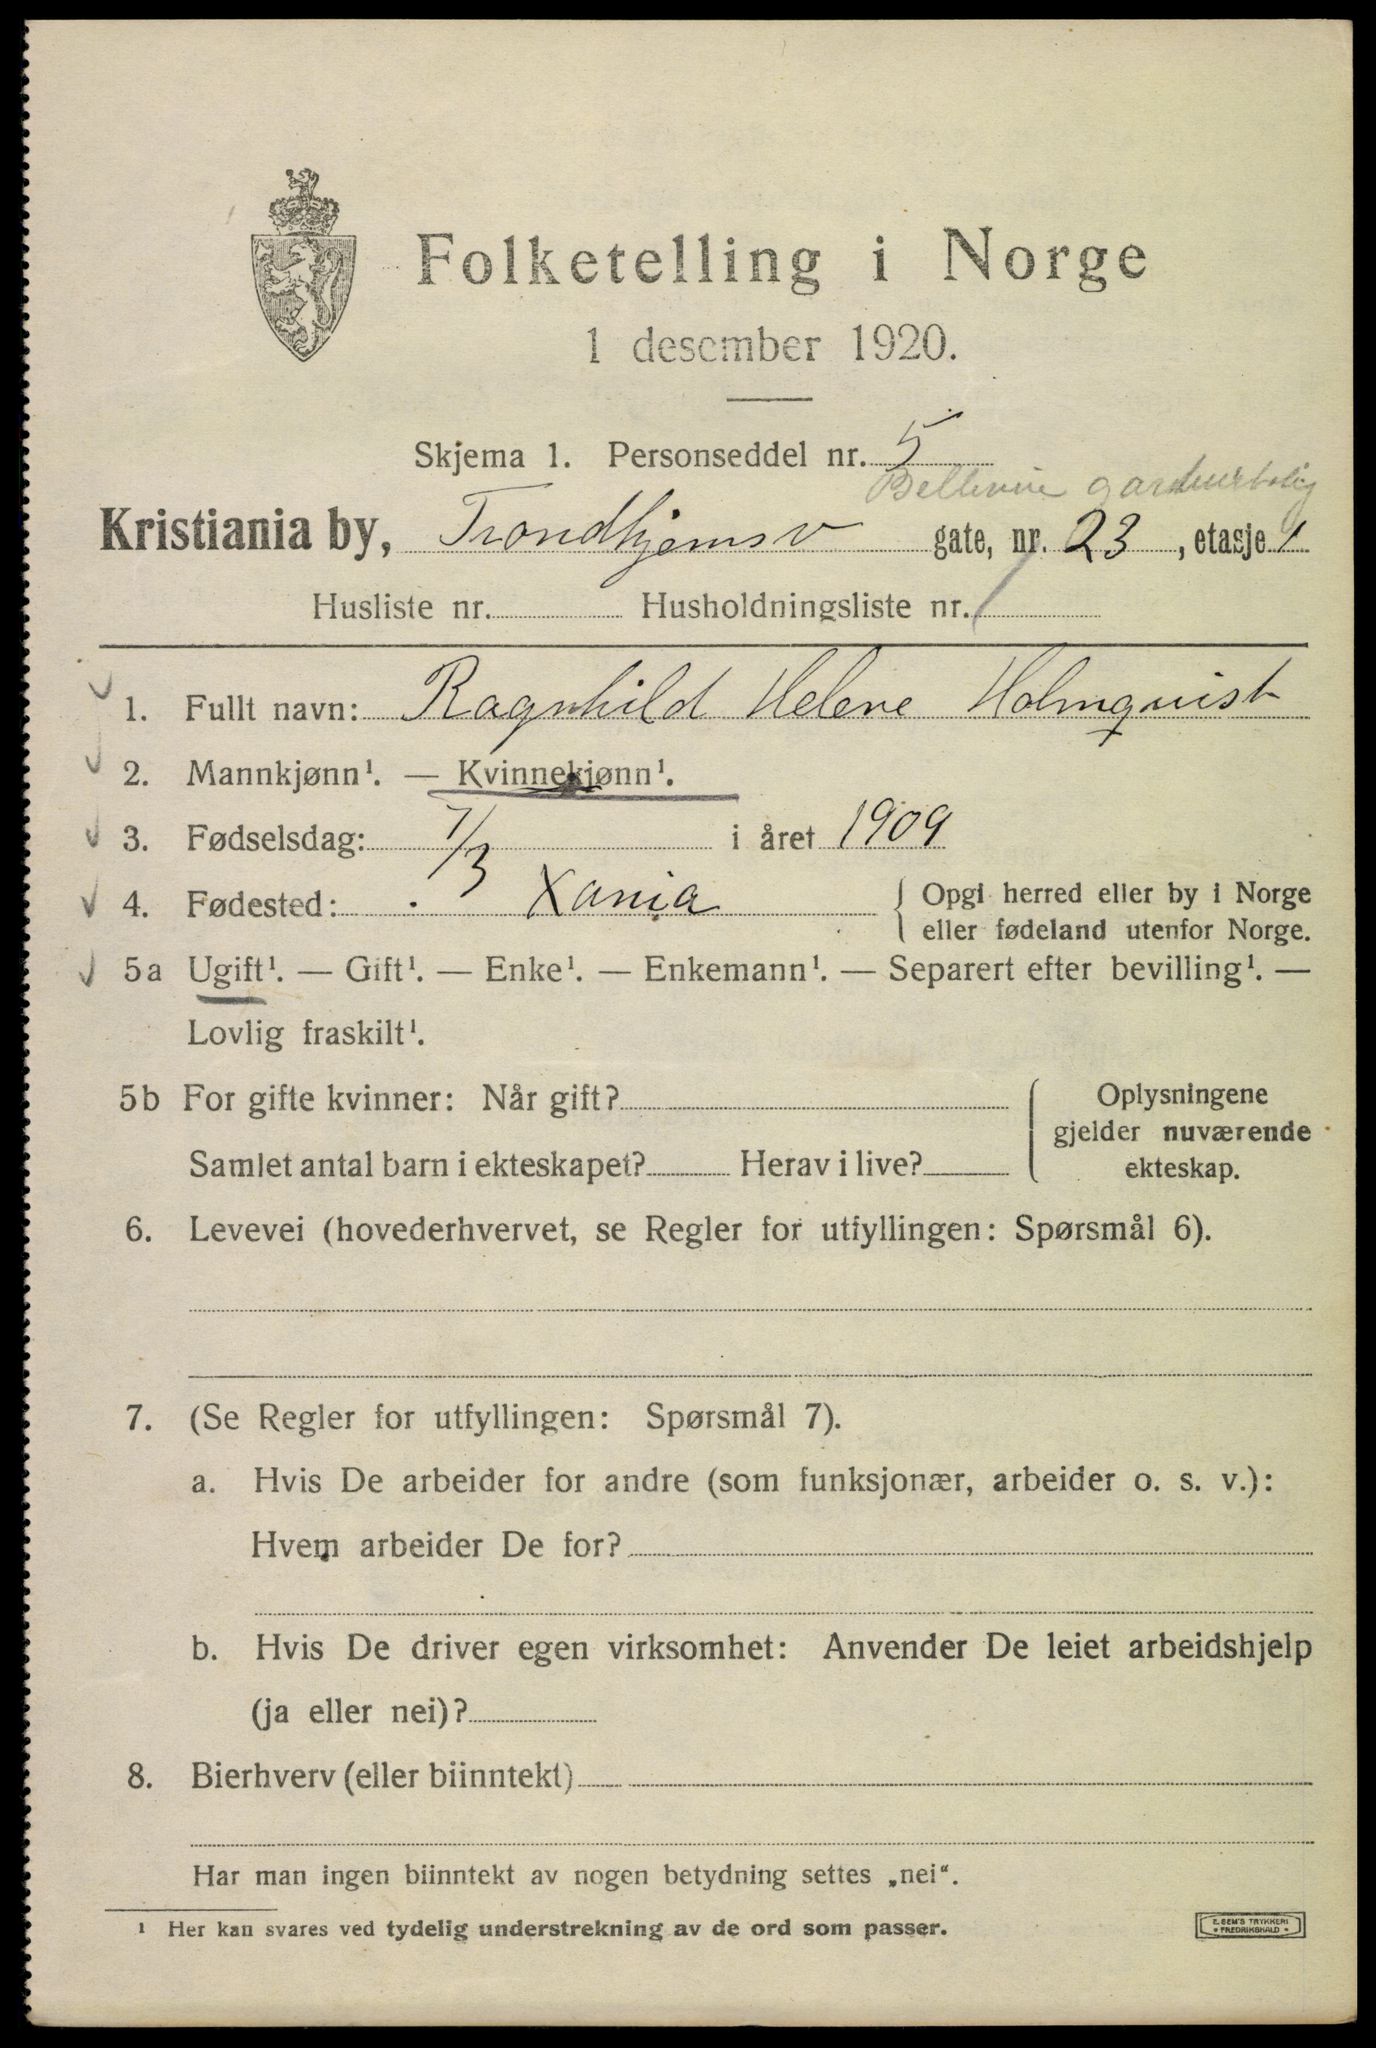 Folketelling i Norge
1 desember 1920.
Skjema 1. Personseddel nr. 5
Bellevue gartnerbolig
Kristiania by, Trondhjemsv gate, nr. 23, etasje 1
Husliste nr. Husholdningsliste nr. 1
1. Fullt navn: Ragnhild Helene Holmquist
2. Mannkjønn¹. — Kvinnekjønn¹.
3. Fødselsdag: 7/3 i året 1909
4. Fødested: Xania { Opgi herred eller by i Norge
eller fødeland utenfor Norge.
5a Ugift¹. — Gift¹. — Enke¹. — Enkemann¹. — Separert efter bevilling¹. —
Lovlig fraskilt¹.
5b For gifte kvinner: Når gift? { Oplysningene
gjelder nuværende
Samlet antal barn i ekteskapet? Herav i live? ekteskap.
6. Levevei (hovederhvervet, se Regler for utfyllingen: Spørsmål 6).
7. (Se Regler for utfyllingen: Spørsmål 7).
a. Hvis De arbeider for andre (som funksjonær, arbeider o. s. v.):
Hvem arbeider De for?
b. Hvis De driver egen virksomhet: Anvender De leiet arbeidshjelp
(ja eller nei)?
8. Bierhverv (eller biinntekt)
Har man ingen biinntekt av nogen betydning settes „nei“.
¹ Her kan svares ved tydelig understrekning av de ord som passer.
E. SEM'S TRYKKERI
• FREDRIKSHALD •